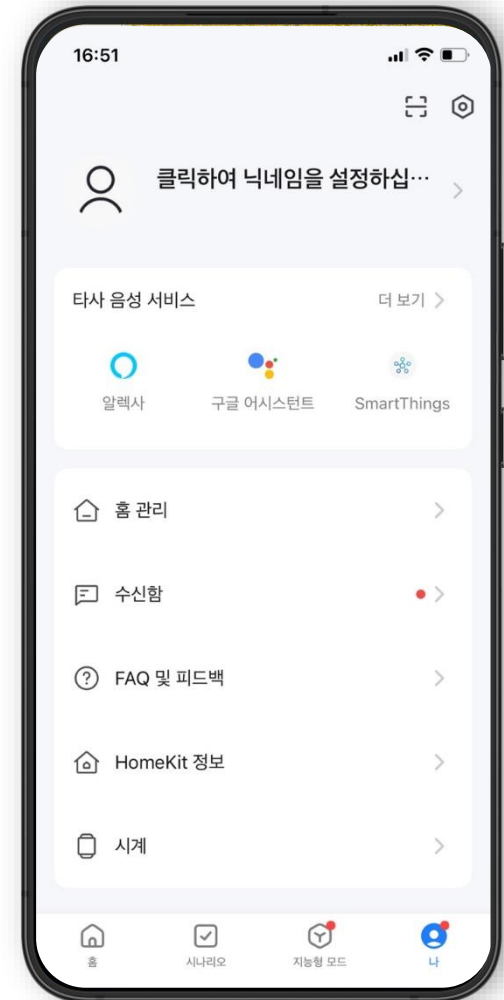 16:51
클릭하여 닉네임을 설정하십…
타사 음성 서비스
더 보기
알렉사
구글 어시스턴트
SmartThings
홈 관리
수신함
FAQ 및 피드백
HomeKit 정보
시계
홈
시나리오
지능형 모드
나